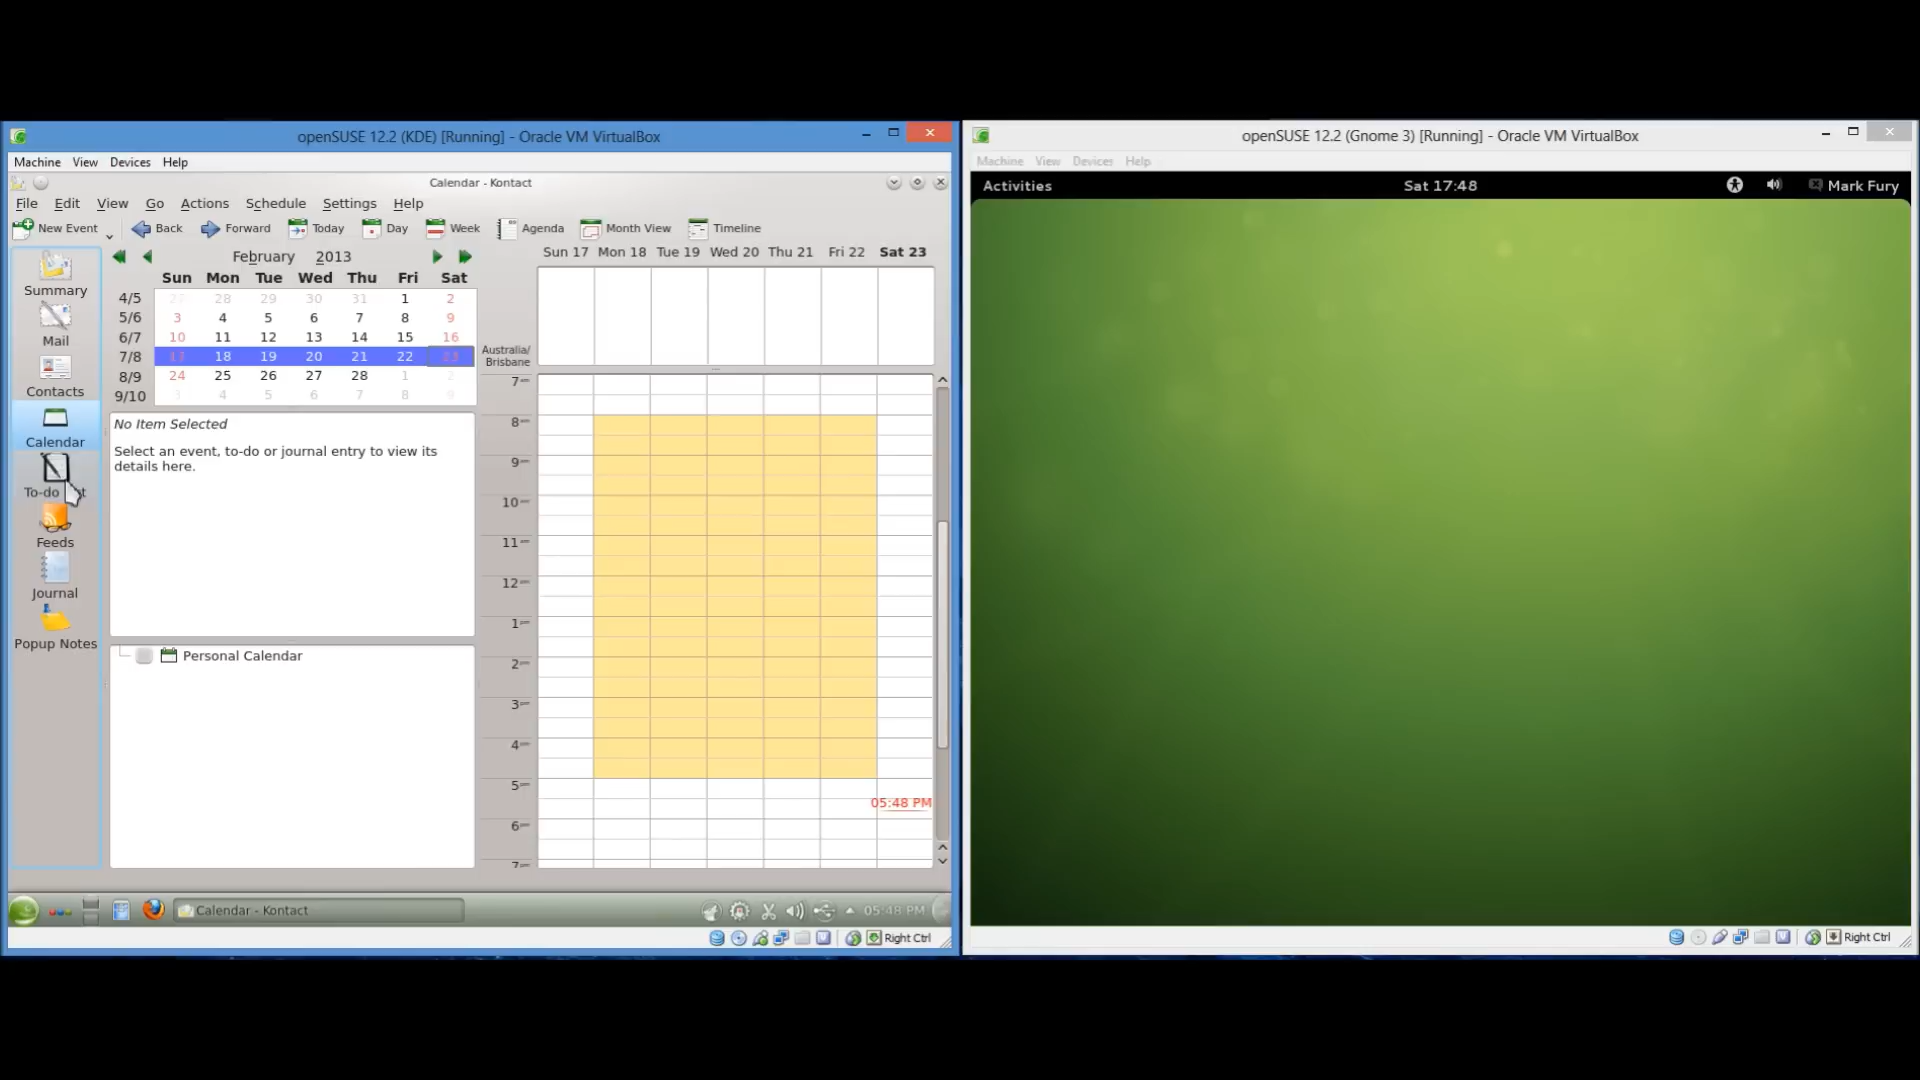 openSUSE 12.2 (KDE) [Running] - Oracle VM VirtualBox
Machine View Devices Help
Calendar - Kontact
File Edit View Go Actions Schedule Settings Help
New Event Back Forward Today Day Week Agenda Month View Timeline
Summary
Mail
Contacts
Calendar
To-do
Feeds
Journal
Popup Notes
February 2013
Sun Mon Tue Wed Thu Fri Sat
4/5 27 28 29 30 31 1 2
5/6 3 4 5 6 7 8 9
6/7 10 11 12 13 14 15 16
7/8 17 18 19 20 21 22 23
8/9 24 25 26 27 28 1 2
9/10 3 4 5 6 7 8 9
No Item Selected
Select an event, to-do or journal entry to view its
details here.
Personal Calendar
Sun 17 Mon 18 Tue 19 Wed 20 Thu 21 Fri 22 Sat 23
Australia/
Brisbane
7
8
9
10
11
12
1
2
3
4
5
05:48 PM
6
7
Calendar - Kontact
05:48 PM
Right Ctrl
openSUSE 12.2 (Gnome 3) [Running] - Oracle VM VirtualBox
Machine View Devices Help
Activities Sat 17:48 Mark Fury
Right Ctrl